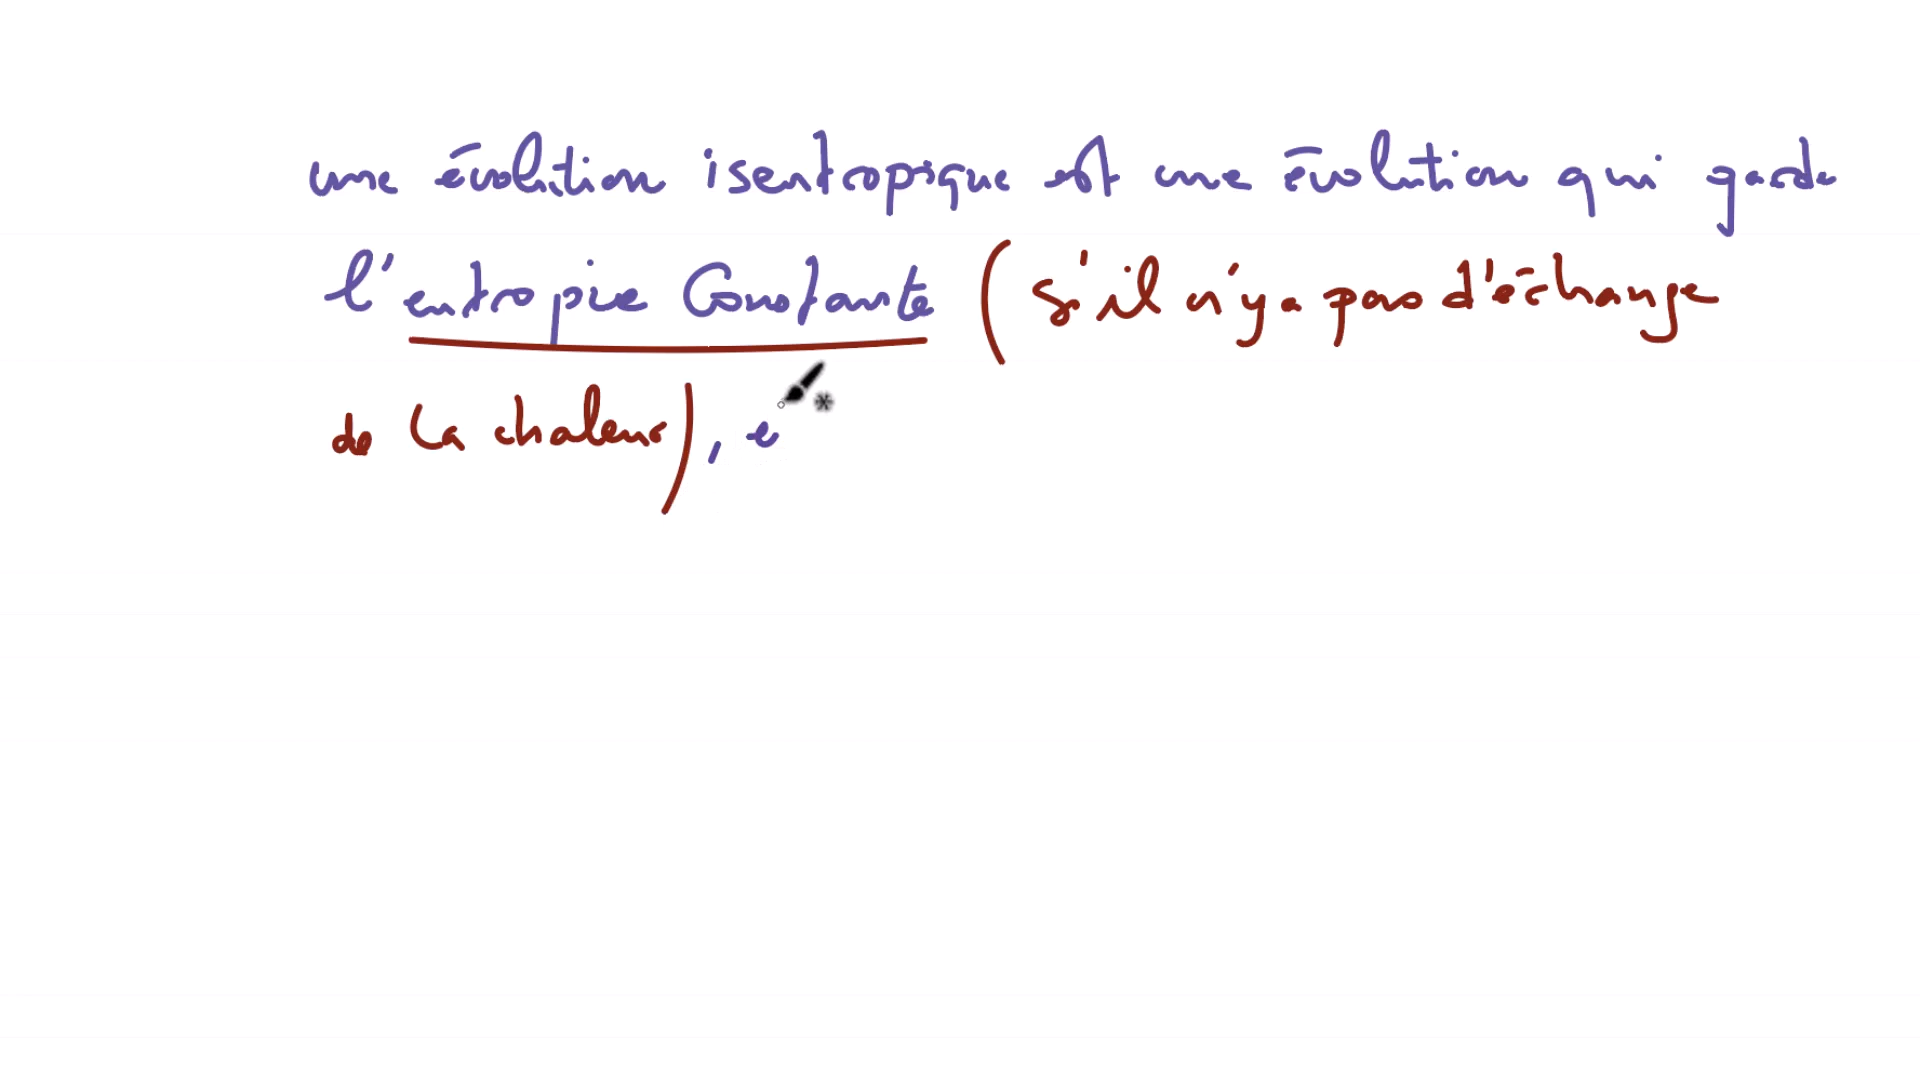 une évolution isentropique est une évolution qui garde
l'entropie Constante (s'il n'y a pas d'échange
de la chaleur), e